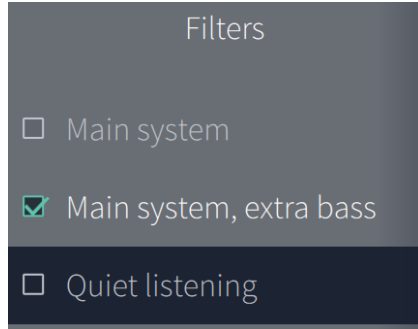 Filters
Main system
Main system, extra bass
Quiet listening